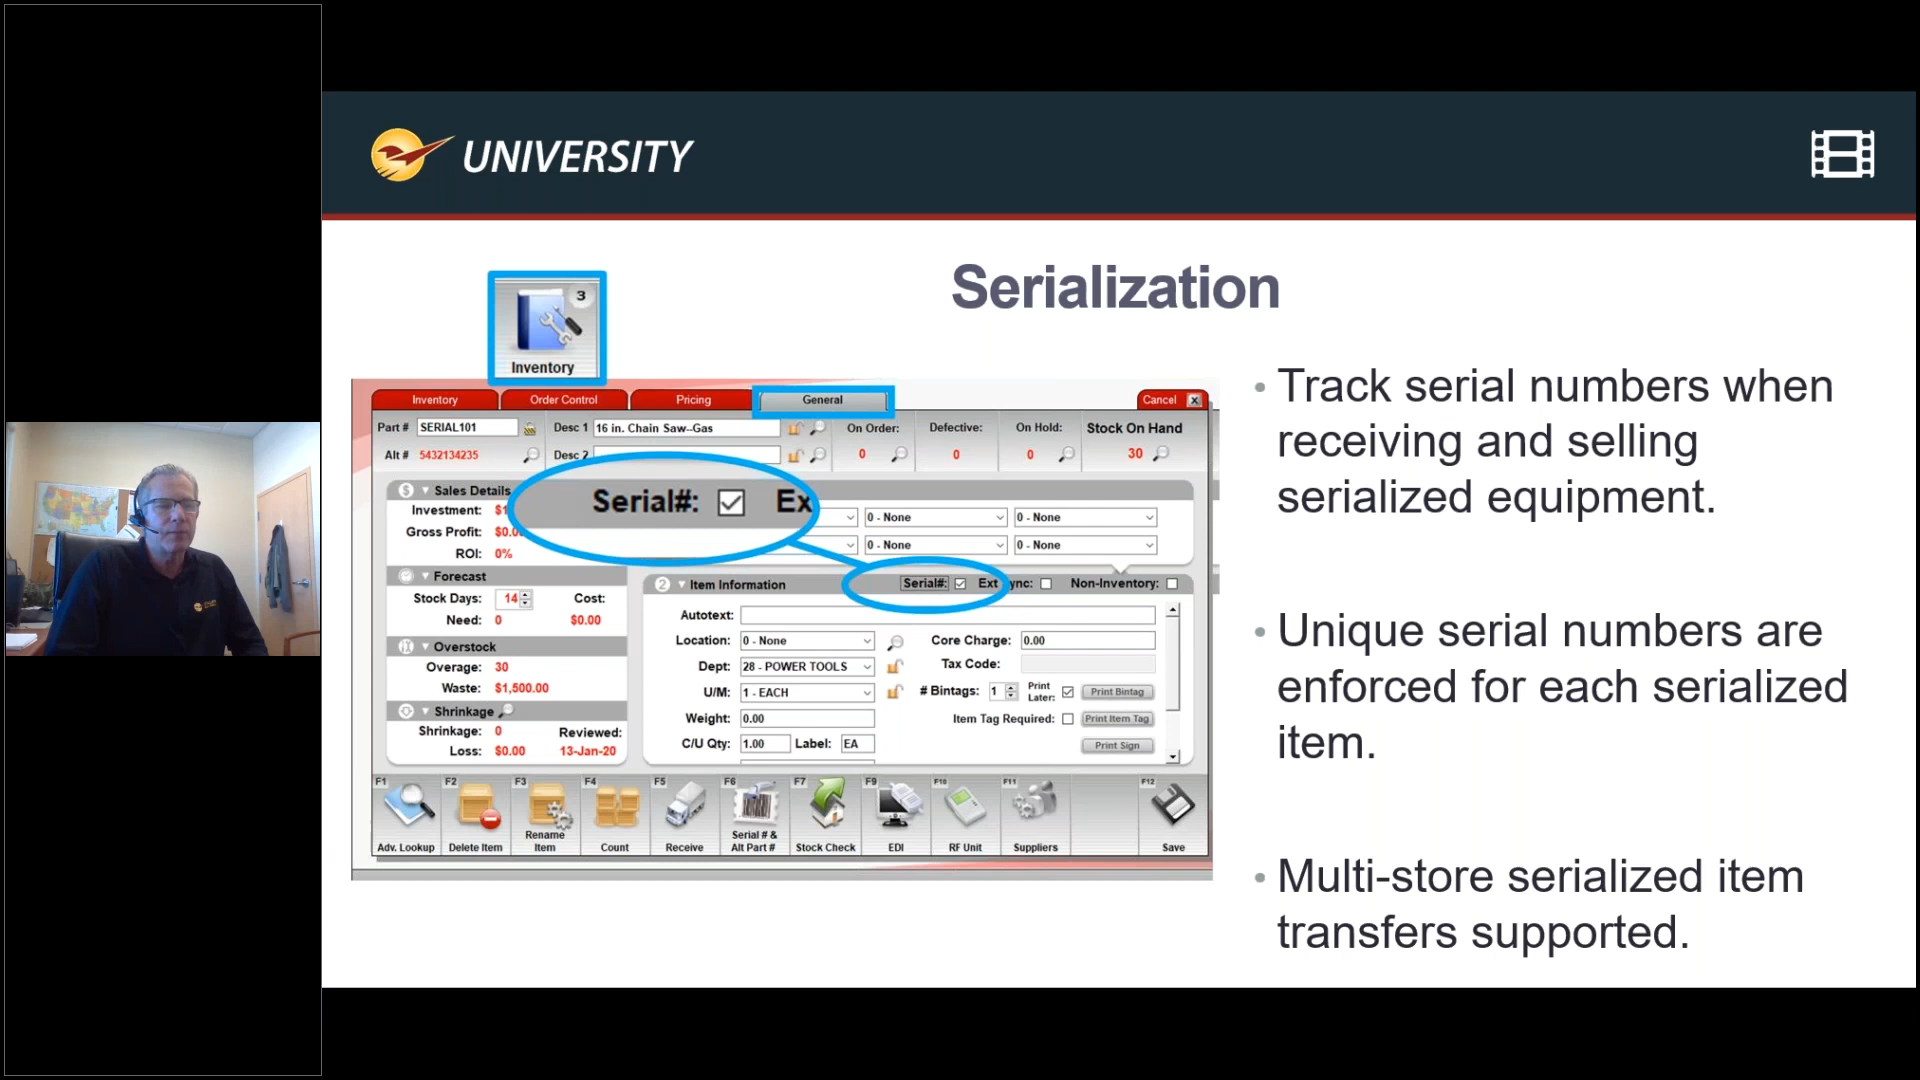 UNIVERSITY
Serialization
3
Inventory
Inventory
Order Control
Pricing
General
Cancel
Part # SERIAL101
Desc 1 16 in. Chain Saw--Gas
On Order:
Defective:
On Hold:
Stock On Hand
Alt # 5432134235
Desc 2
0
0
0
30
Sales Details
Investment: $1
Gross Profit: $0.0
ROI: 0%
Serial#:
Ex
0 - None
0 - None
0 - None
0 - None
Forecast
Stock Days: 14
Cost:
Need: 0
$0.00
Overstock
Overage: 30
Waste: $1,500.00
Shrinkage
Shrinkage: 0
Reviewed:
Loss: $0.00
13-Jan-20
2
Item Information
Serial#:
Ext
ync:
Non-Inventory:
Autotext:
Location: 0 - None
Core Charge: 0.00
Dept: 28 - POWER TOOLS
Tax Code:
U/M: 1 - EACH
# Bintags: 1
Print Later:
Print Bintag
Weight: 0.00
Item Tag Required:
Print Item Tag
C/U Qty: 1.00
Label: EA
Print Sign
F1 Adv. Lookup
F2 Delete Item
F3 Rename Item
F4 Count
F5 Receive
F6 Serial # & Alt Part #
F7 Stock Check
F9 EDI
F10 RF Unit
F11 Suppliers
F12 Save
• Track serial numbers when
receiving and selling
serialized equipment.
• Unique serial numbers are
enforced for each serialized
item.
• Multi-store serialized item
transfers supported.